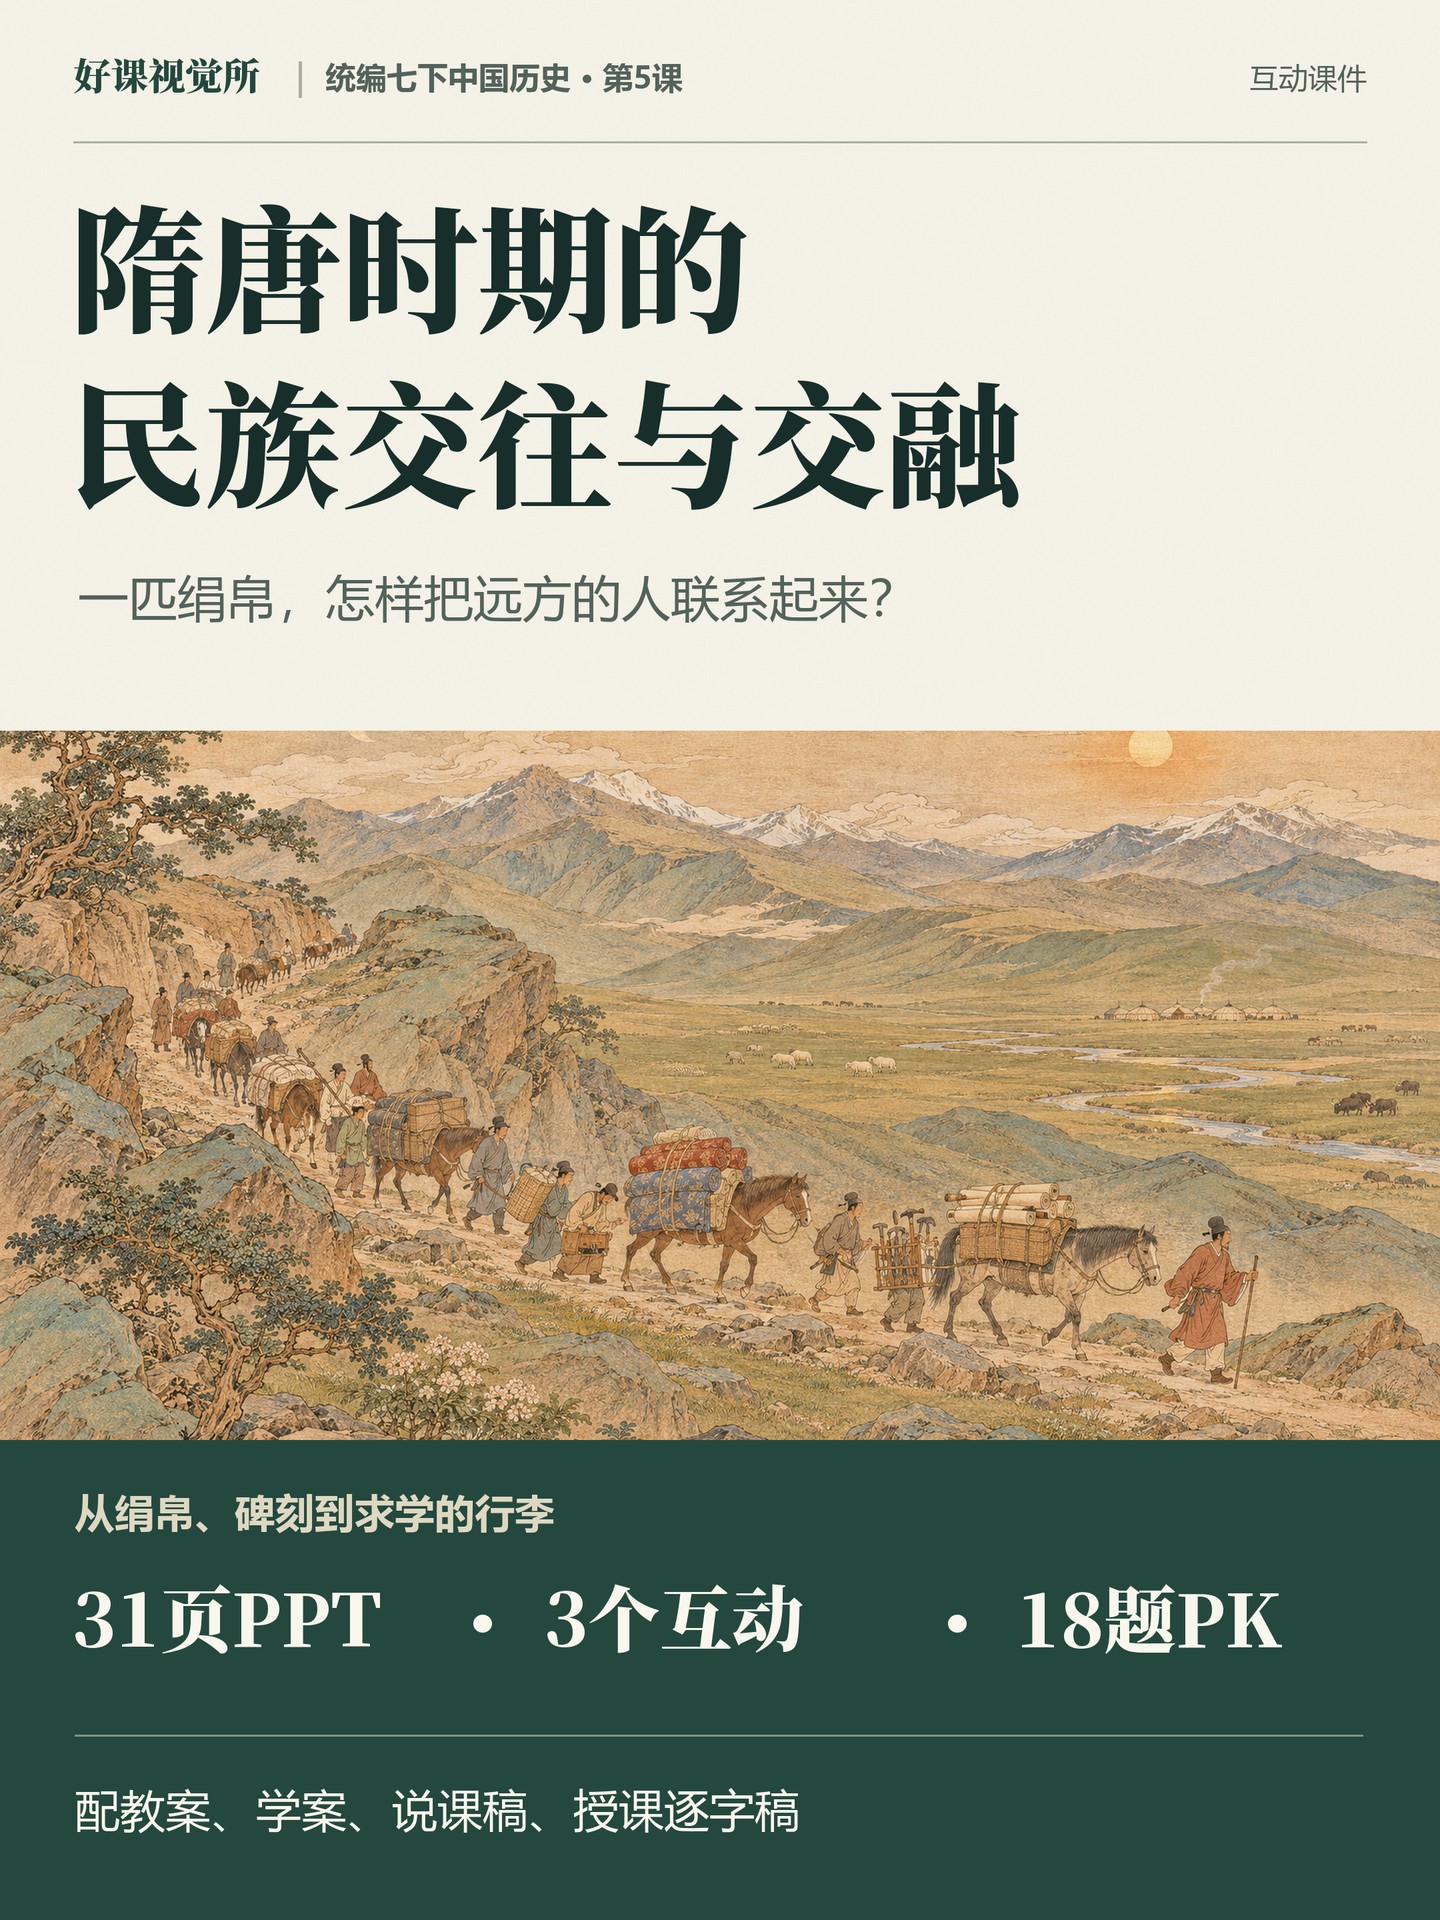 好课视觉所 | 统编七下中国历史·第5课
互动课件
隋唐时期的
民族交往与交融
一匹绢帛，怎样把远方的人联系起来？
从绢帛、碑刻到求学的行李
31页PPT · 3个互动 · 18题PK
配教案、学案、说课稿、授课逐字稿